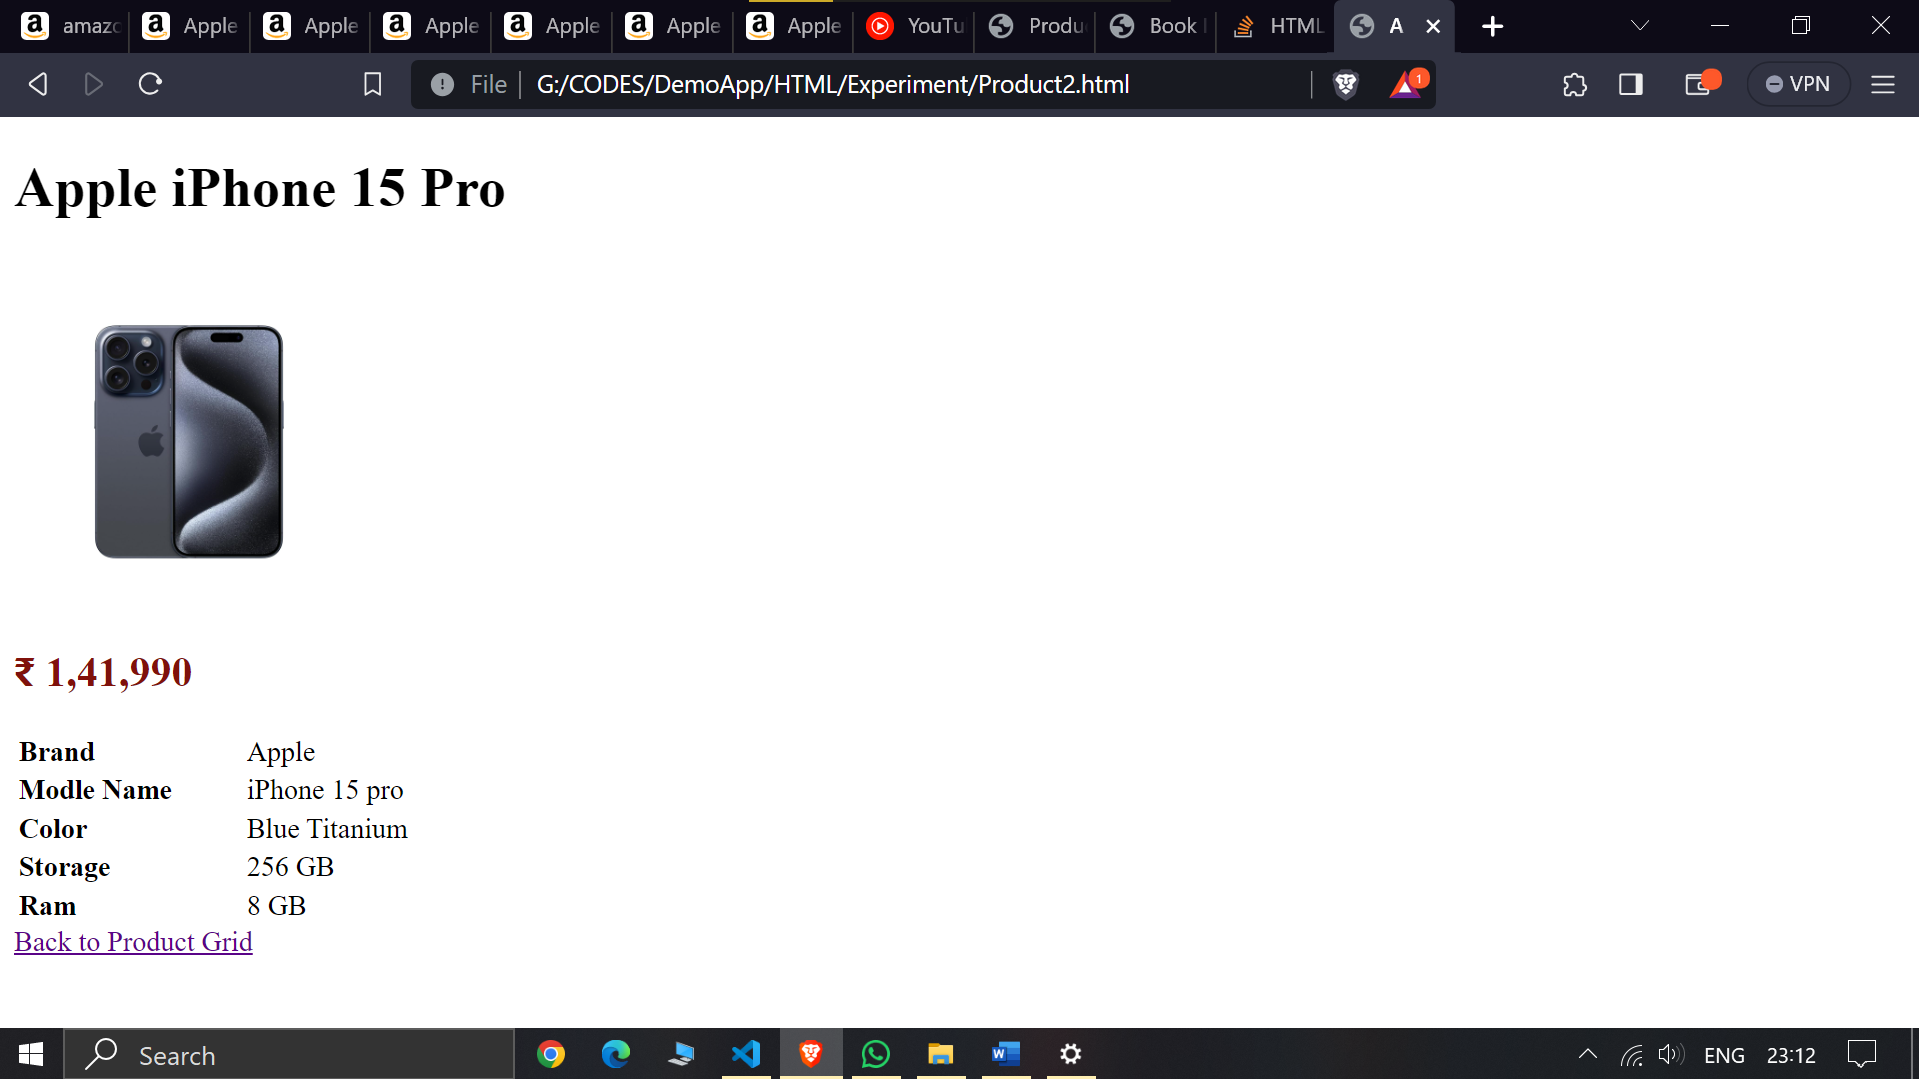 amazo Apple Apple Apple Apple Apple Apple YouTu Produ Book HTML A
File G:/CODES/DemoApp/HTML/Experiment/Product2.html 1 VPN
Apple iPhone 15 Pro
₹ 1,41,990
Brand Apple
Modle Name iPhone 15 pro
Color Blue Titanium
Storage 256 GB
Ram 8 GB
Back to Product Grid
Search ENG 23:12